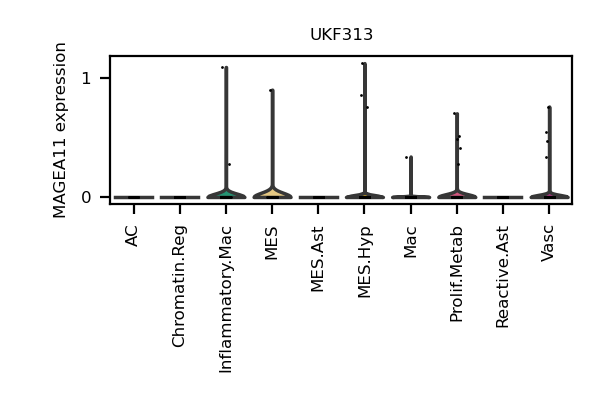 UKF313
MAGEA11 expression
1
0
AC
Chromatin.Reg
Inflammatory.Mac
MES
MES.Ast
MES.Hyp
Mac
Prolif.Metab
Reactive.Ast
Vasc